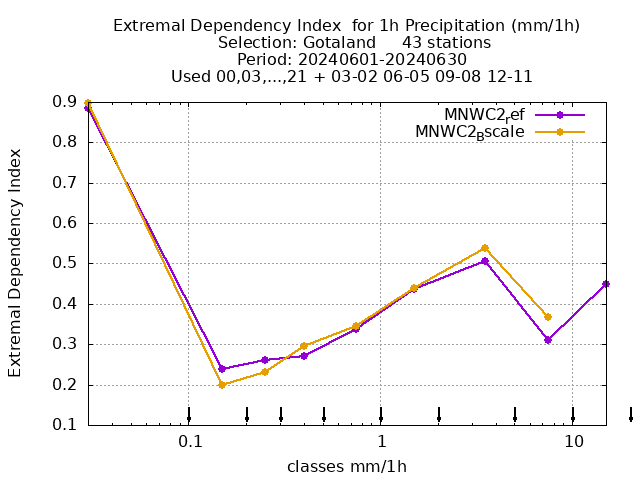 Extremal Dependency Index  for 1h Precipitation (mm/1h)
Selection: Gotaland     43 stations
Period: 20240601-20240630
Used 00,03,...,21 + 03-02 06-05 09-08 12-11
MNWC2ref
MNWC2Bscale
Extremal Dependency Index
0.9
0.8
0.7
0.6
0.5
0.4
0.3
0.2
0.1
0.1 1 10
classes mm/1h